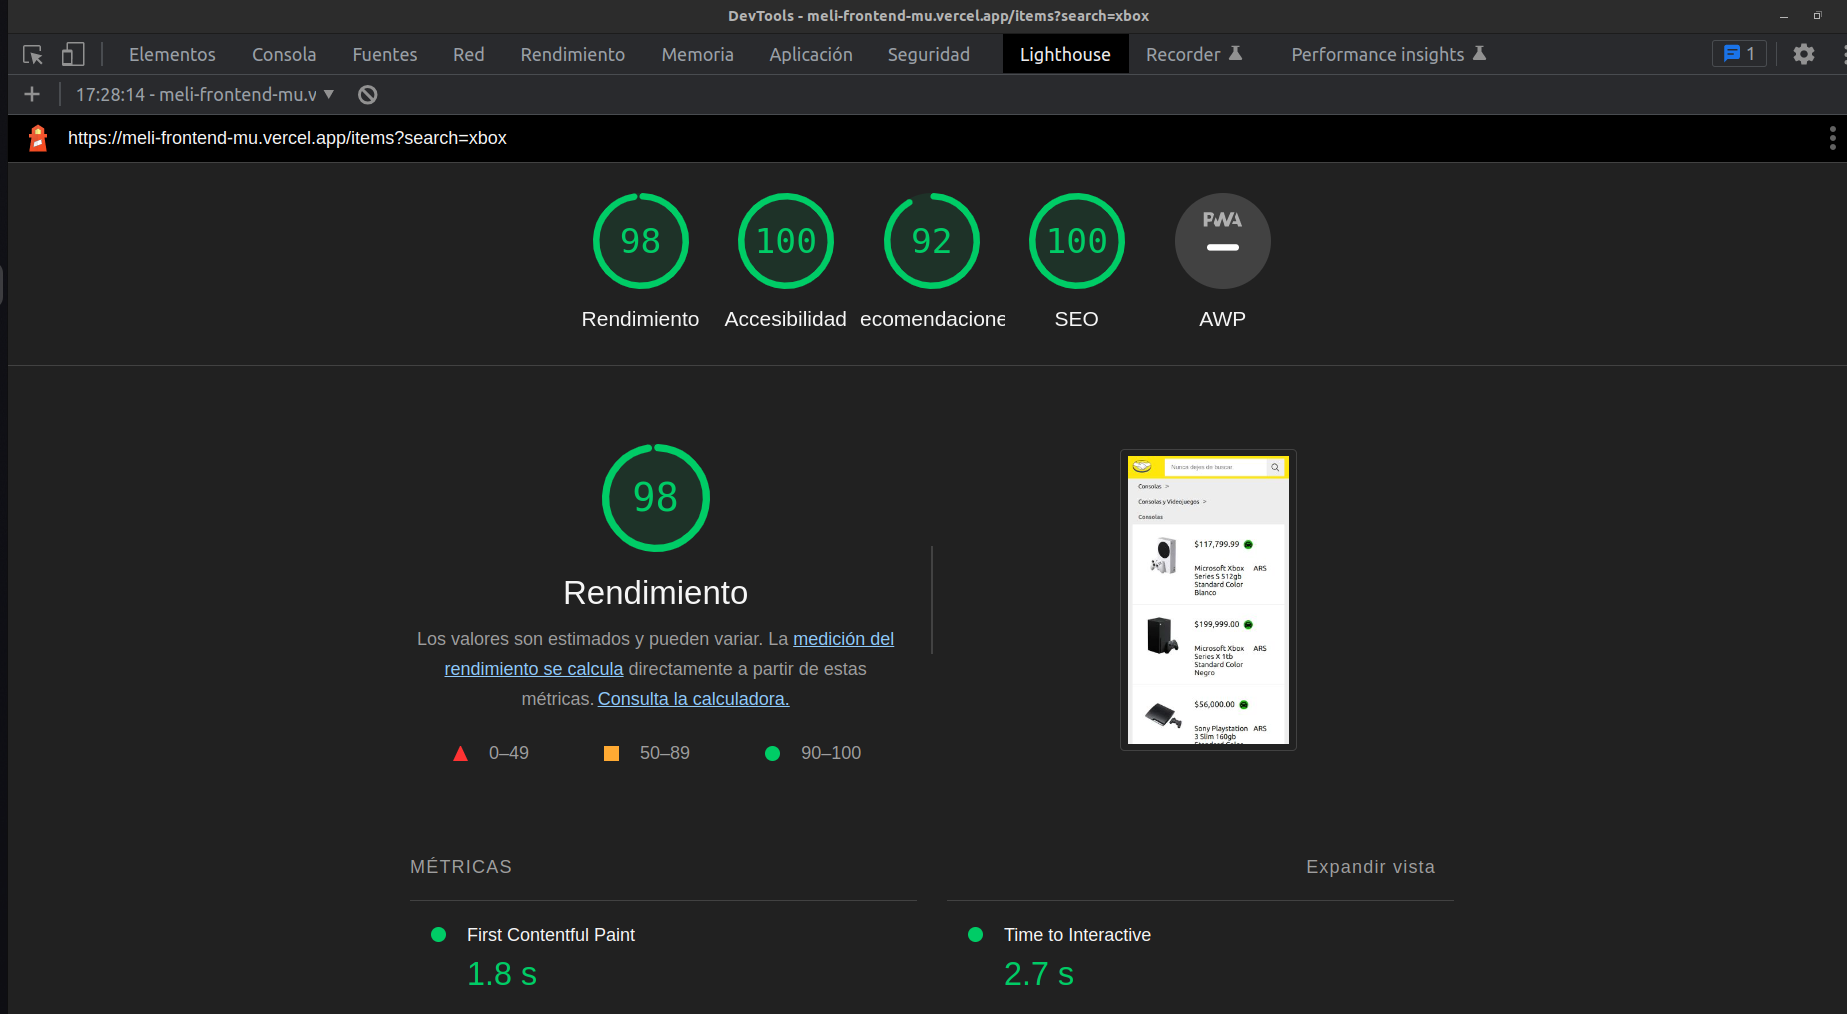 DevTools - meli-frontend-mu.vercel.app/items?search=xbox
Elementos Consola Fuentes Red Rendimiento Memoria Aplicación Seguridad Lighthouse Recorder Performance insights 1
17:28:14 - meli-frontend-mu.v
https://meli-frontend-mu.vercel.app/items?search=xbox
98 100 92 100 PWA
Rendimiento Accesibilidad ecomendacione SEO AWP
98
Rendimiento
Los valores son estimados y pueden variar. La medición del
rendimiento se calcula directamente a partir de estas
métricas. Consulta la calculadora.
0–49 50–89 90–100
Nunca dejes de buscar
Consolas >
Consolas y Videojuegos >
Consolas
$117,799.99
Microsoft Xbox ARS
Series S 512gb
Standard Color
Blanco
$199,999.00
Microsoft Xbox ARS
Series X 1tb
Standard Color
Negro
$56,000.00
Sony Playstation ARS
3 Slim 160gb
Standard Color
MÉTRICAS Expandir vista
First Contentful Paint
1.8 s
Time to Interactive
2.7 s